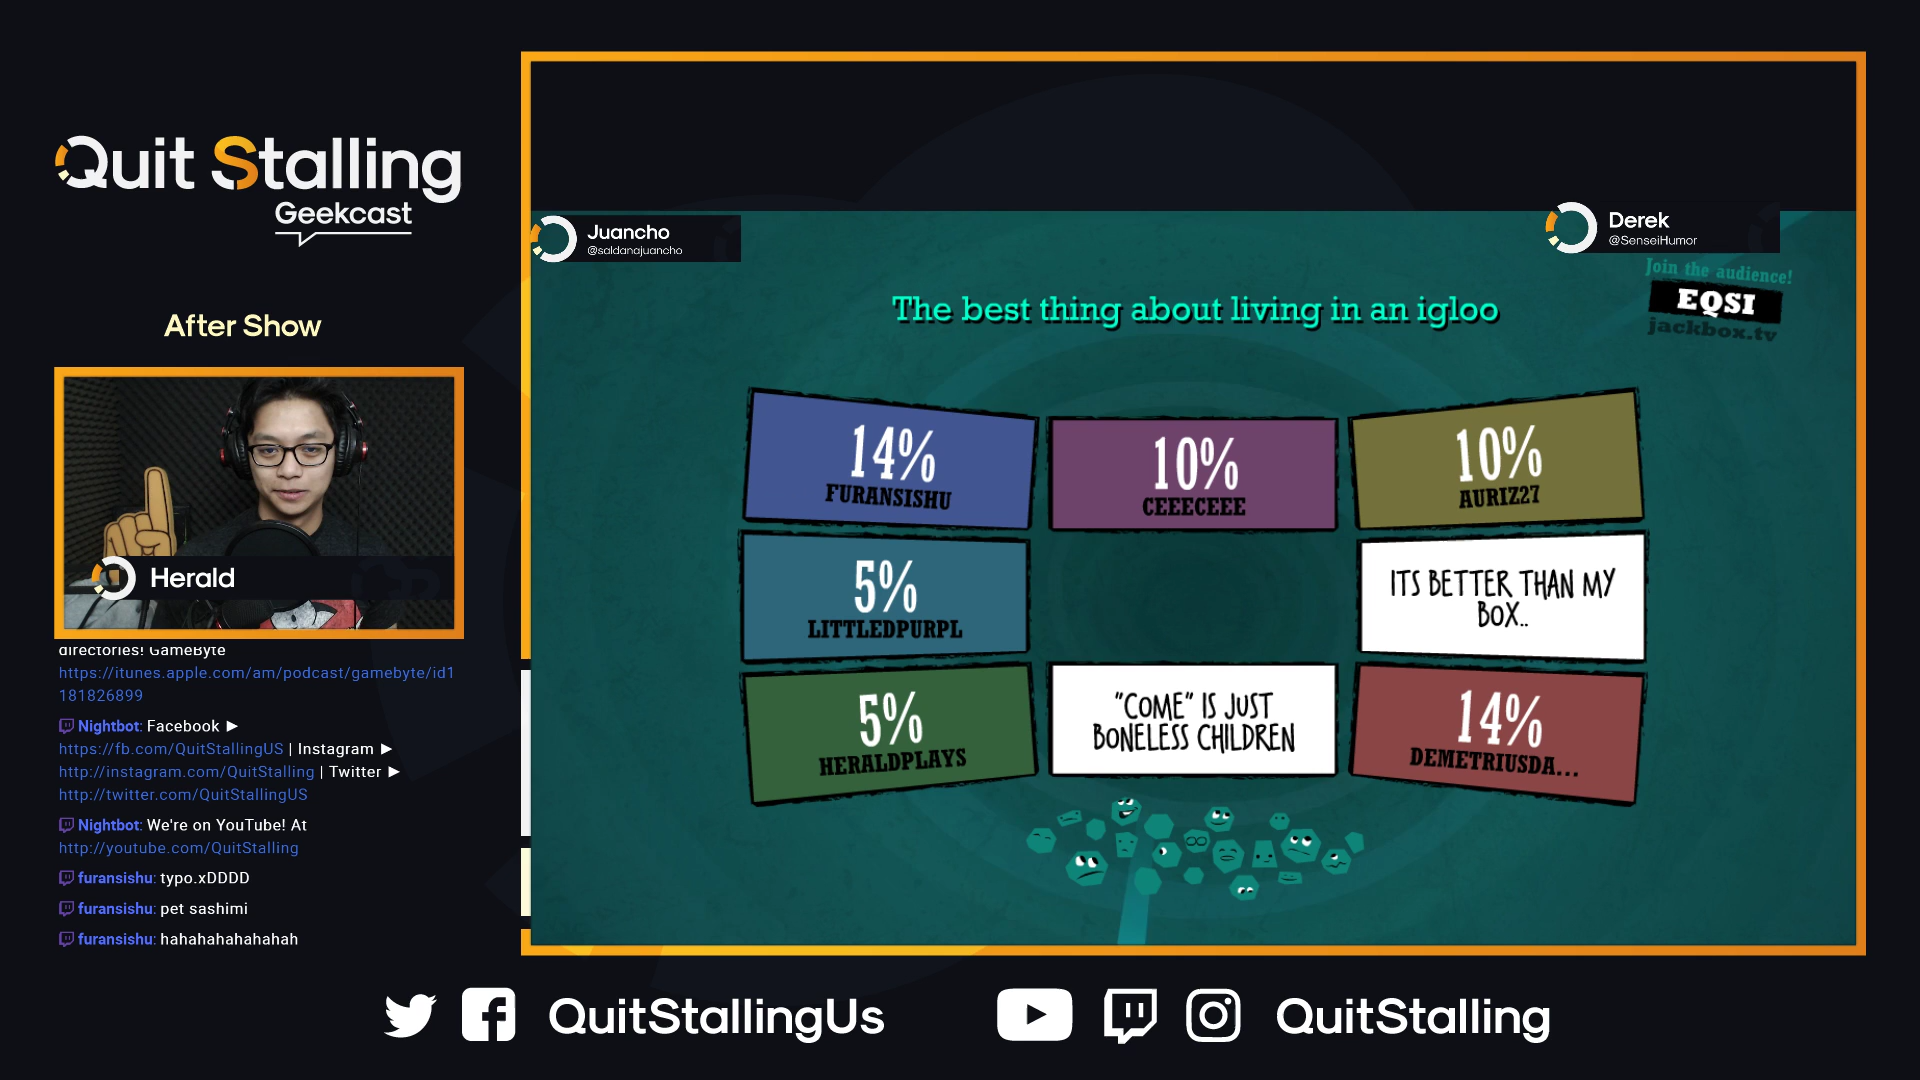 Quit Stalling
Geekcast
After Show
Herald
directories! GameByte
https://itunes.apple.com/am/podcast/gamebyte/id1
181826899
Nightbot: Facebook ►
https://fb.com/QuitStallingUS | Instagram ►
http://instagram.com/QuitStalling | Twitter ►
http://twitter.com/QuitStallingUS
Nightbot: We're on YouTube! At
http://youtube.com/QuitStalling
furansishu: typo.xDDDD
furansishu: pet sashimi
furansishu: hahahahahahahah
Juancho
@saldanajuancho
Derek
@SenseiHumor
Join the audience!
EQSI
jackbox.tv
The best thing about living in an igloo
14%
FURANSISHU
10%
CEEECEEE
10%
AURIZ27
5%
LITTLEDPURPL
ITS BETTER THAN MY
BOX..
5%
HERALDPLAYS
"COME" IS JUST
BONELESS CHILDREN
14%
DEMETRIUSDA...
QuitStallingUs
QuitStalling